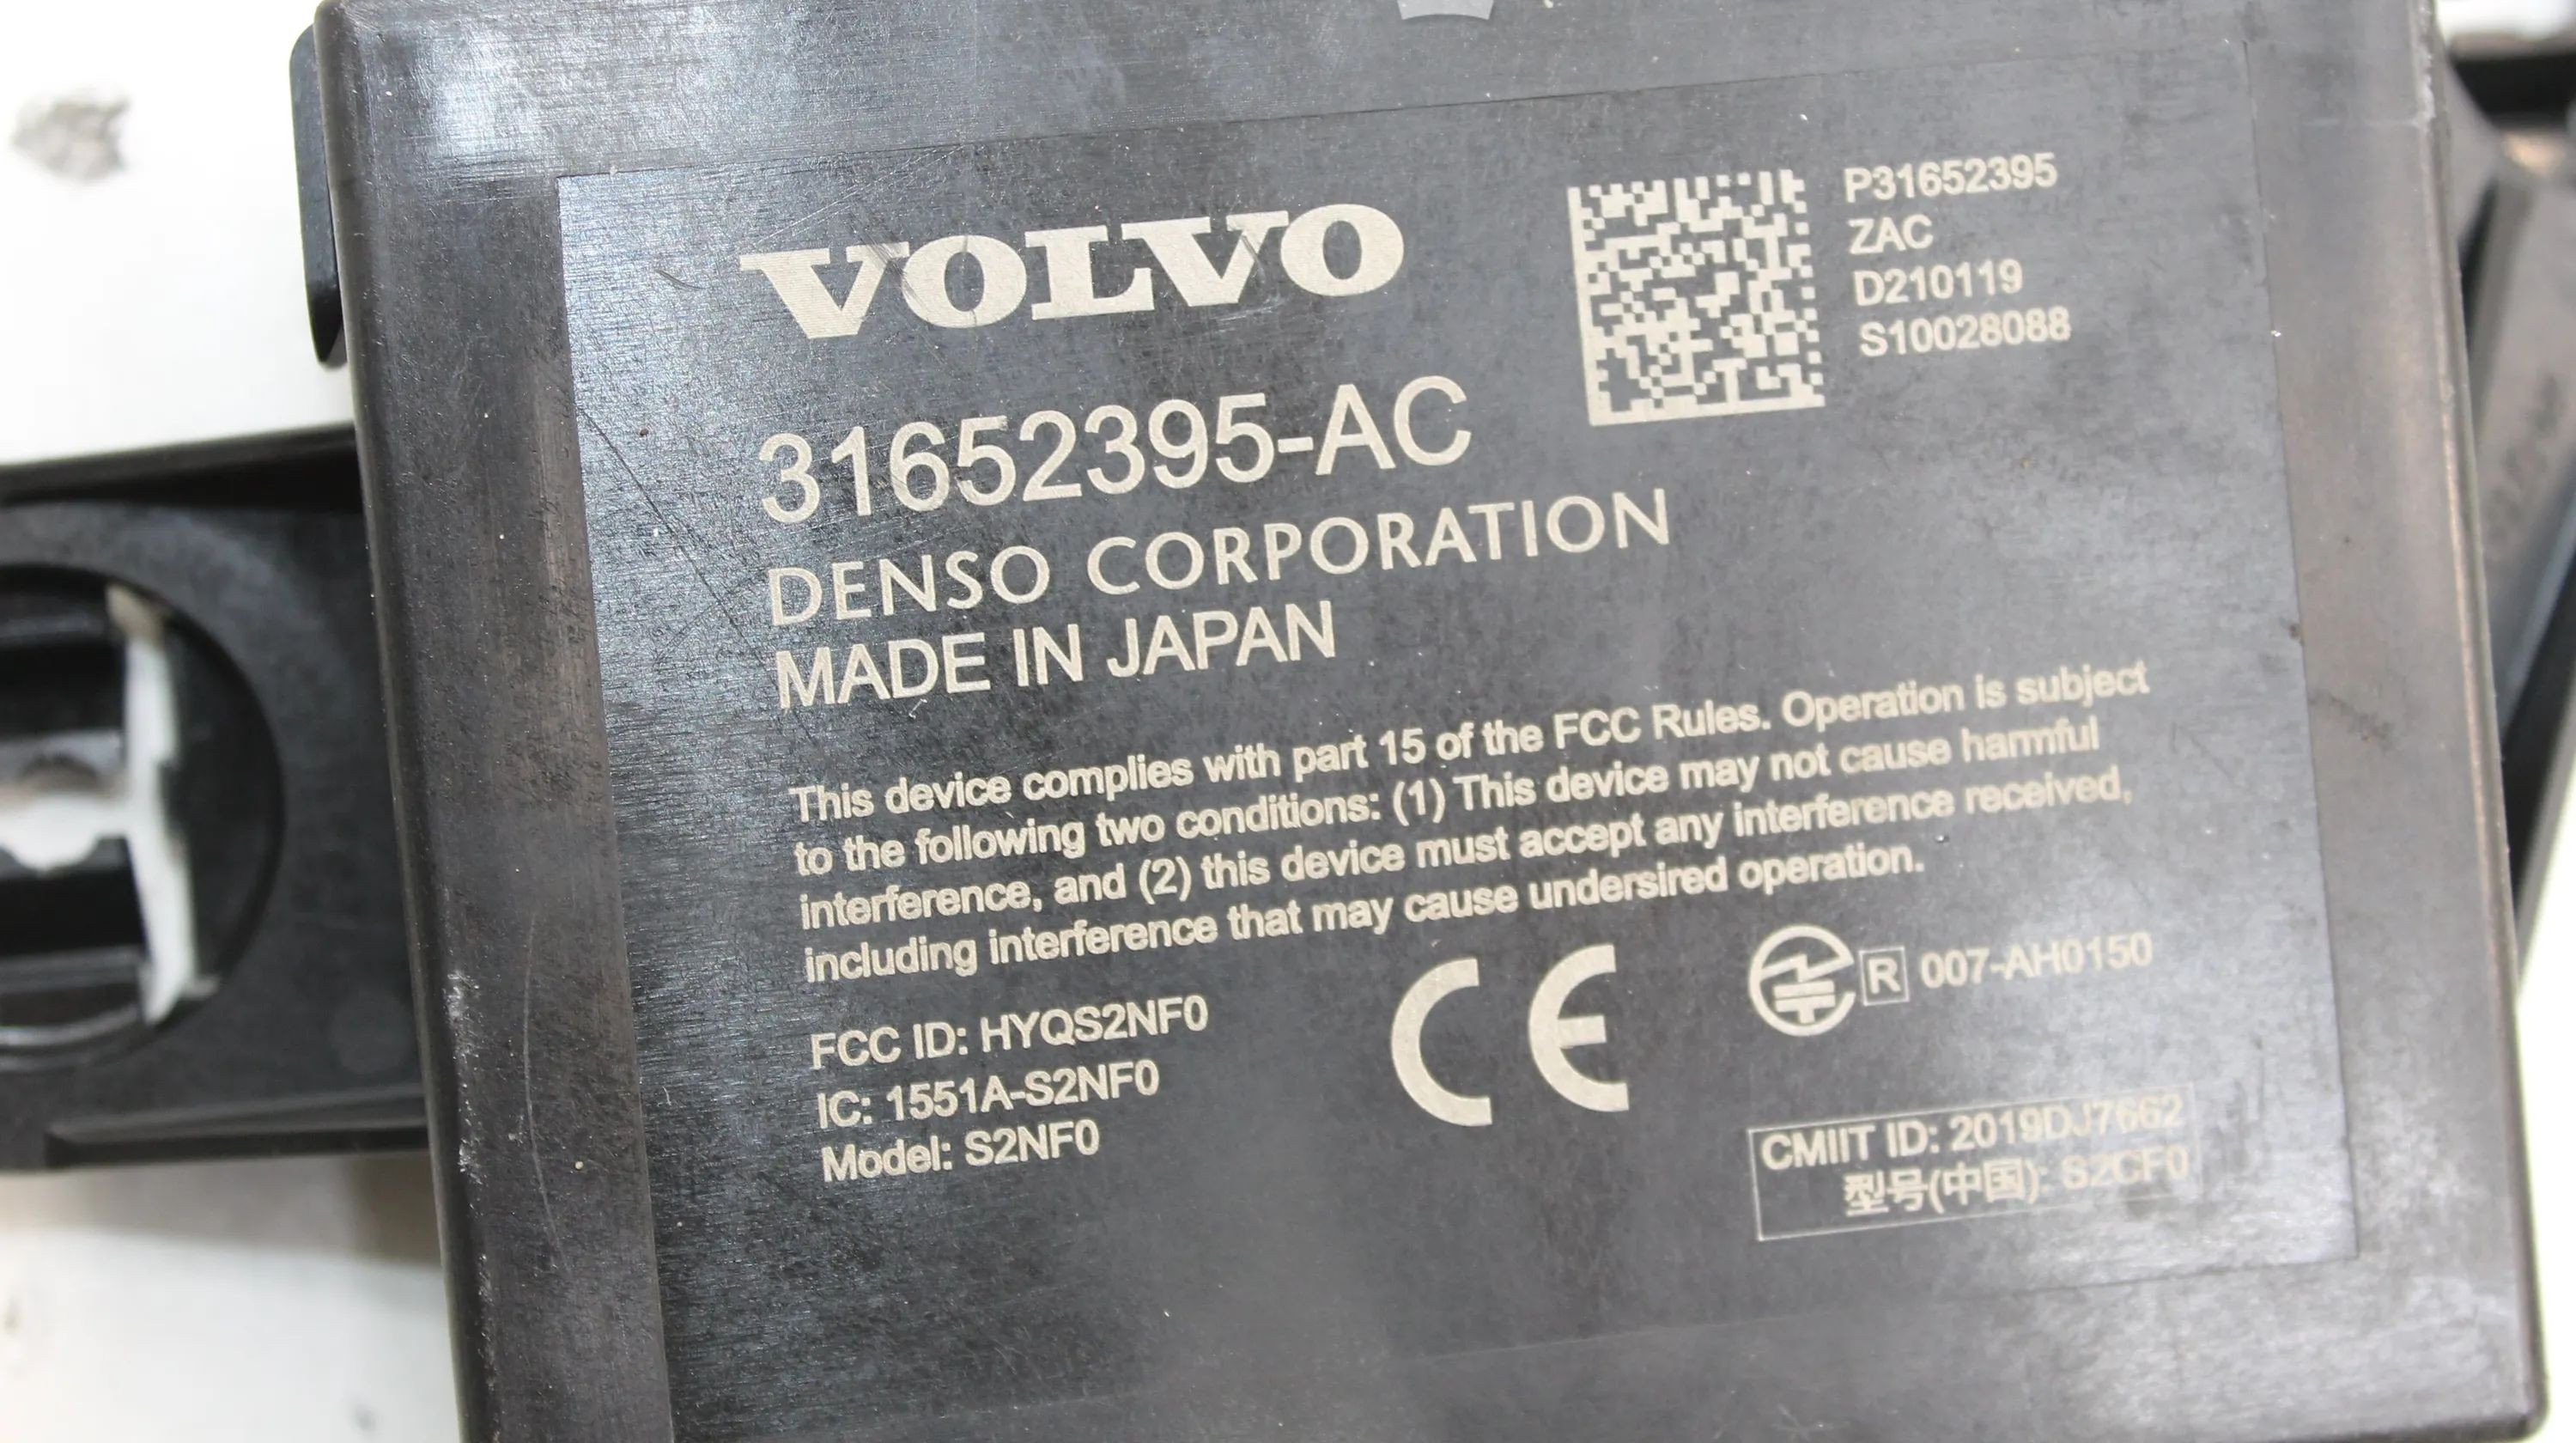 VOLVO
P31652395
ZAC
D210119
S10028088
31652395-AC
DENSO CORPORATION
MADE IN JAPAN
This device complies with part 15 of the FCC Rules. Operation is subject
to the following two conditions: (1) This device may not cause harmful
interference, and (2) this device must accept any interference received,
including interference that may cause undersired operation.
FCC ID: HYQS2NF0
IC: 1551A-S2NF0
Model: S2NF0
CE
R 007-AH0150
CMIIT ID: 2019DJ7662
型号(中国): S2CF0